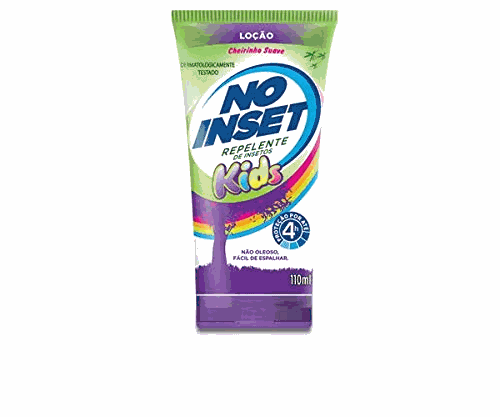 LOÇÃO
Cheirinho Suave
DERMATOLOGICAMENTE
TESTADO
NO
INSET
REPELENTE
DE INSETOS
Kids
PROTEÇÃO POR ATÉ
4h
NÃO OLEOSO,
FÁCIL DE ESPALHAR.
110ml